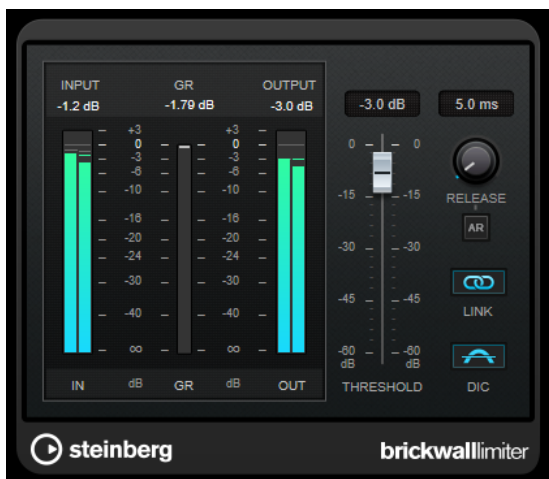 INPUT GR OUTPUT
-1.2 dB -1.79 dB -3.0 dB -3.0 dB 5.0 ms
+3 +3
0 0 0 0
-3 -3
-6 -6
-10 -10
-15 -15 RELEASE
-16 -16
AR
-20 -20
-24 -24 -30 -30
-30 -30
-45 -45
-40 -40 LINK
∞ ∞ -60 -60
dB dB
IN dB GR dB OUT THRESHOLD DIC
steinberg brickwalllimiter